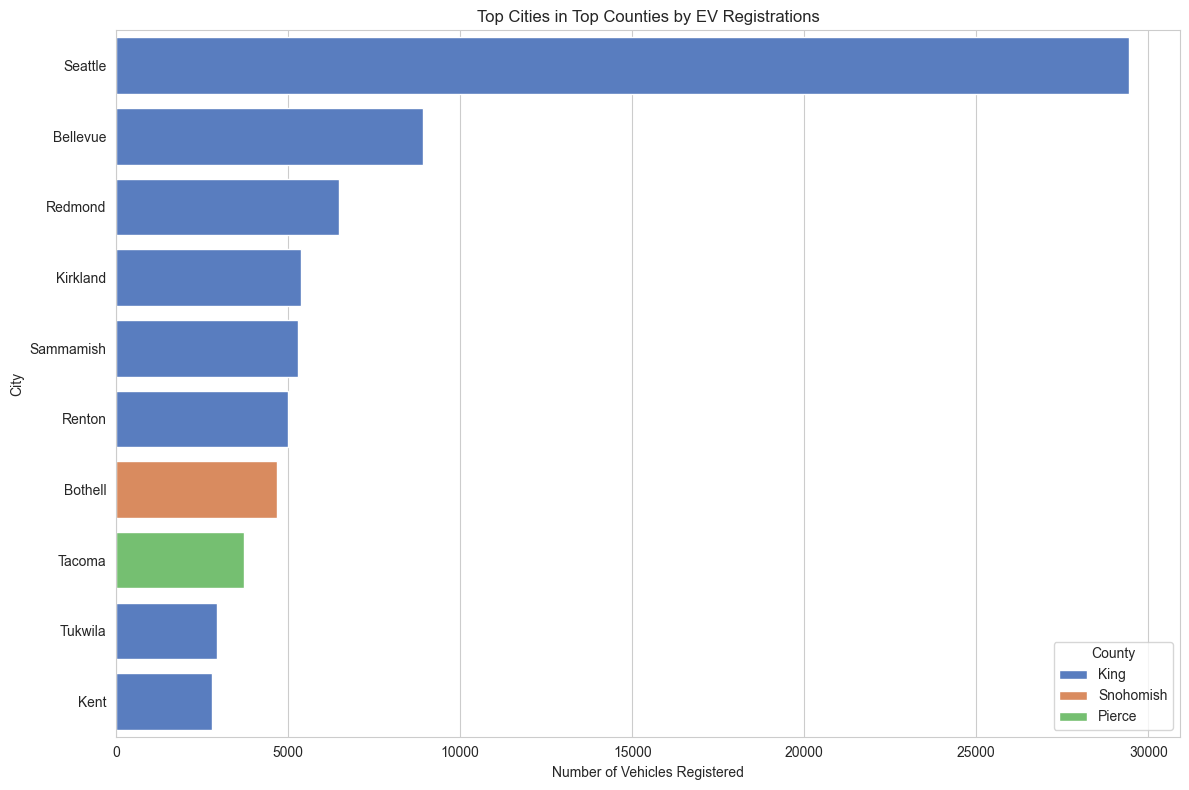 Top Cities in Top Counties by EV Registrations
Seattle
Bellevue
Redmond
Kirkland
Sammamish
Renton
Bothell
Tacoma
Tukwila
Kent
City
County
King
Snohomish
Pierce
0 5000 10000 15000 20000 25000 30000
Number of Vehicles Registered